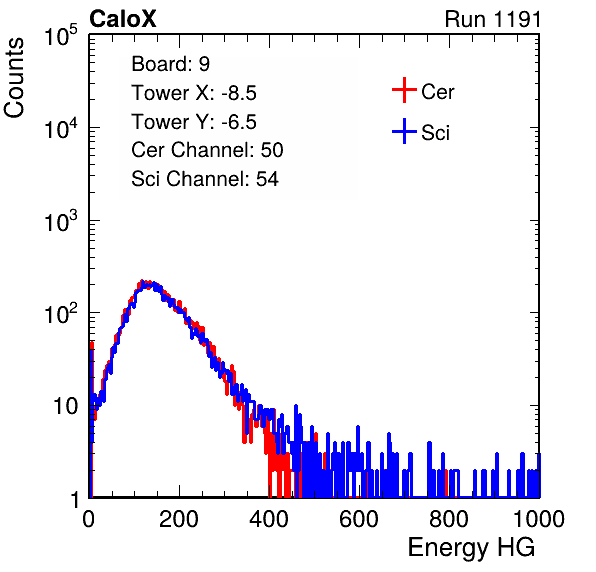 CaloX Run 1191
Counts
10^5
10^4
10^3
10^2
10
1
Board: 9
Tower X: -8.5
Tower Y: -6.5
Cer Channel: 50
Sci Channel: 54
Cer
Sci
0 200 400 600 800 1000
Energy HG